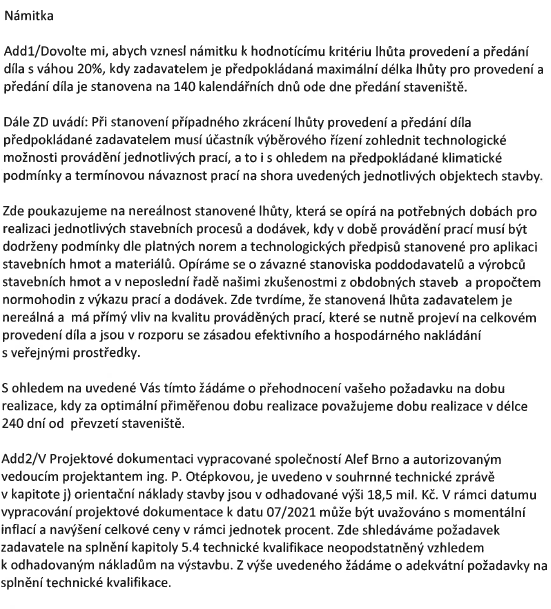 Námitka
Add1/Dovolte mi, abych vznesl námitku k hodnotícímu kritériu lhůta provedení a předání
díla s váhou 20%, kdy zadavatelem je předpokládaná maximální délka lhůty pro provedení a
předání díla je stanovena na 140 kalendářních dnů ode dne předání staveniště.
Dále ZD uvádí: Při stanovení případného zkrácení lhůty provedení a předání díla
předpokládané zadavatelem musí účastník výběrového řízení zohlednit technologické
možnosti provádění jednotlivých prací, a to i s ohledem na předpokládané klimatické
podmínky a termínovou návaznost prací na shora uvedených jednotlivých objektech stavby.
Zde poukazujeme na nereálnost stanovené lhůty, která se opírá na potřebných dobách pro
realizaci jednotlivých stavebních procesů a dodávek, kdy v době provádění prací musí být
dodrženy podmínky dle platných norem a technologických předpisů stanovené pro aplikaci
stavebních hmot a materiálů. Opíráme se o závazné stanoviska poddodavatelů a výrobců
stavebních hmot a v neposlední řadě našimi zkušenostmi z obdobných staveb a propočtem
normohodin z výkazu prací a dodávek. Zde tvrdíme, že stanovená lhůta zadavatelem je
nereálná a má přímý vliv na kvalitu prováděných prací, které se nutně projeví na celkovém
provedení díla a jsou v rozporu se zásadou efektivního a hospodárného nakládání
s veřejnými prostředky.
S ohledem na uvedené Vás tímto žádáme o přehodnocení vašeho požadavku na dobu
realizace, kdy za optimální přiměřenou dobu realizace považujeme dobu realizace v délce
240 dní od převzetí staveniště.
Add2/V Projektové dokumentaci vypracované společností Alef Brno a autorizovaným
vedoucím projektantem ing. P. Otépkovou, je uvedeno v souhrnné technické zprávě
v kapitote j) orientační náklady stavby jsou v odhadované výši 18,5 mil. Kč. V rámci datumu
vypracování projektové dokumentace k datu 07/2021 může být uvažováno s momentální
inflací a navýšení celkové ceny v rámci jednotek procent. Zde shledáváme požadavek
zadavatele na splnění kapitoly 5.4 technické kvalifikace neopodstatněný vzhledem
k odhadovaným nákladům na výstavbu. Z výše uvedeného žádáme o adekvátní požadavky na
splnění technické kvalifikace.